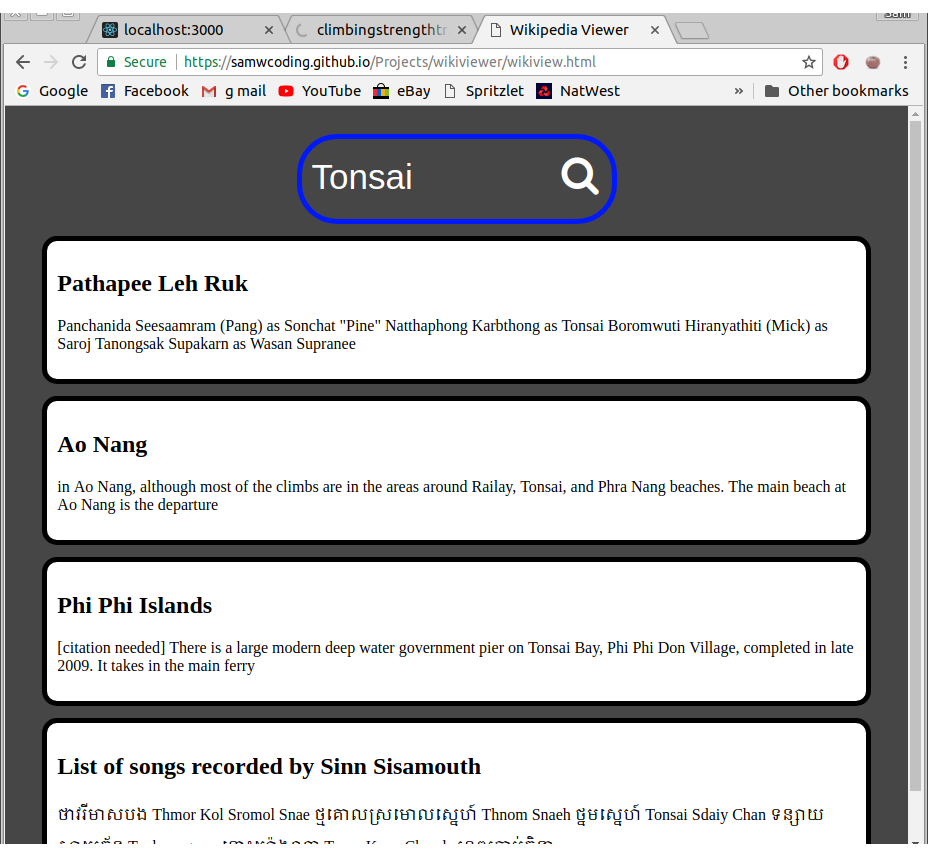 Sam
localhost:3000
climbingstrengthtr
Wikipedia Viewer
Secure https://samwcoding.github.io/Projects/wikiviewer/wikiview.html
Google Facebook g mail YouTube eBay Spritzlet NatWest » Other bookmarks
Tonsai
Pathapee Leh Ruk
Panchanida Seesaamram (Pang) as Sonchat "Pine" Natthaphong Karbthong as Tonsai Boromwuti Hiranyathiti (Mick) as
Saroj Tanongsak Supakarn as Wasan Supranee
Ao Nang
in Ao Nang, although most of the climbs are in the areas around Railay, Tonsai, and Phra Nang beaches. The main beach at
Ao Nang is the departure
Phi Phi Islands
[citation needed] There is a large modern deep water government pier on Tonsai Bay, Phi Phi Don Village, completed in late
2009. It takes in the main ferry
List of songs recorded by Sinn Sisamouth
ថាវរីមាសបង Thmor Kol Sromol Snae ថ្មគោលស្រមោលស្នេហ៍ Thnom Snaeh ថ្នមស្នេហ៍ Tonsai Sdaiy Chan ទន្សាយ